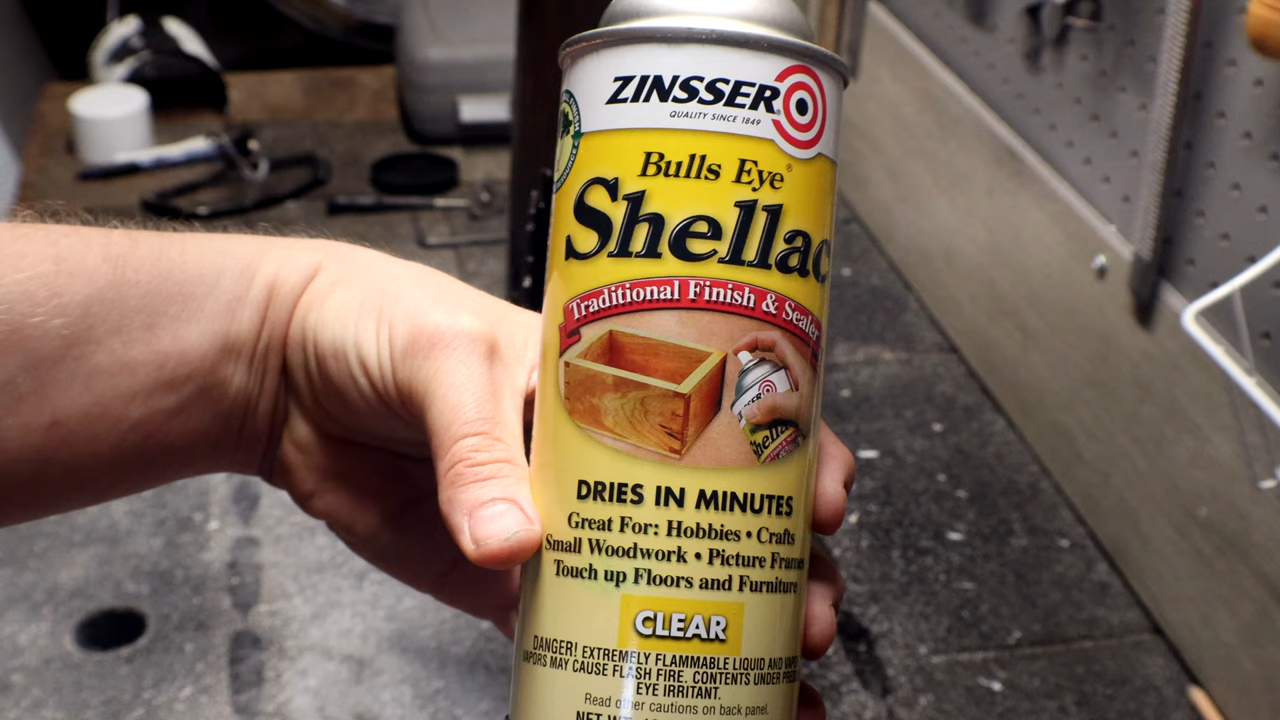 ZINSSER®
QUALITY SINCE 1849
Bulls Eye®
Shellac
Traditional Finish & Sealer
DRIES IN MINUTES
Great For: Hobbies • Crafts
Small Woodwork • Picture Frames
Touch up Floors and Furniture
CLEAR
DANGER! EXTREMELY FLAMMABLE LIQUID AND
VAPORS MAY CAUSE FLASH FIRE. CONTENTS UNDER
EYE IRRITANT.
Read other cautions on back panel.
NET WT.